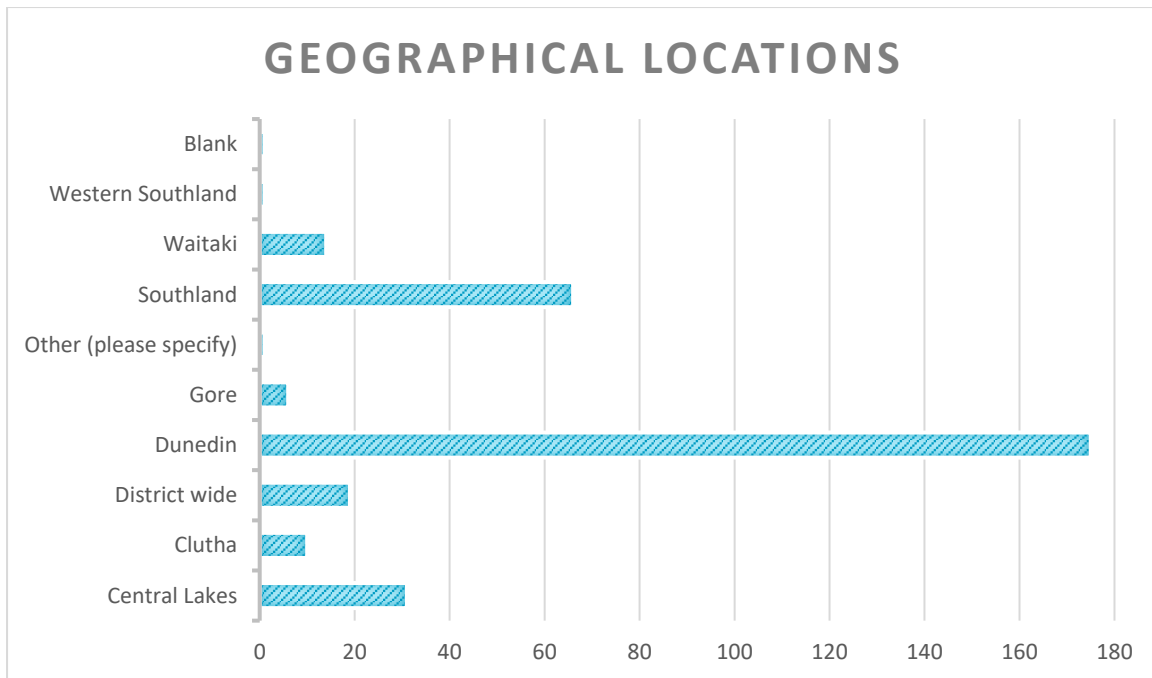 GEOGRAPHICAL LOCATIONS
Blank
Western Southland
Waitaki
Southland
Other (please specify)
Gore
Dunedin
District wide
Clutha
Central Lakes
0 20 40 60 80 100 120 140 160 180